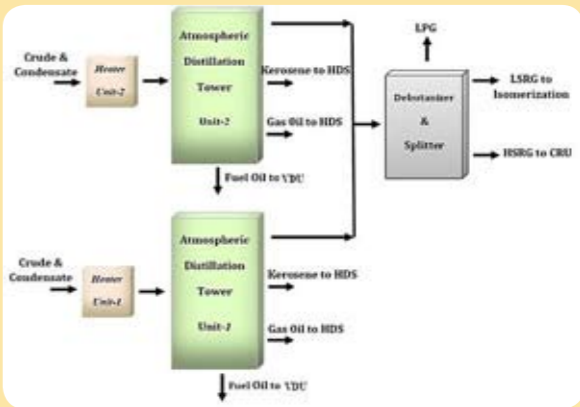 Crude &
Condensate
Heater
Unit-2
Atmospheric
Distillation
Tower
Unit-2
Kerosene to HDS
Gas Oil to HDS
Fuel Oil to VDU
LPG
Debutanizer
&
Splitter
LSRG to
Isomerization
HSRG to CRU
Crude &
Condensate
Heater
Unit-1
Atmospheric
Distillation
Tower
Unit-1
Kerosene to HDS
Gas Oil to HDS
Fuel Oil to VDU